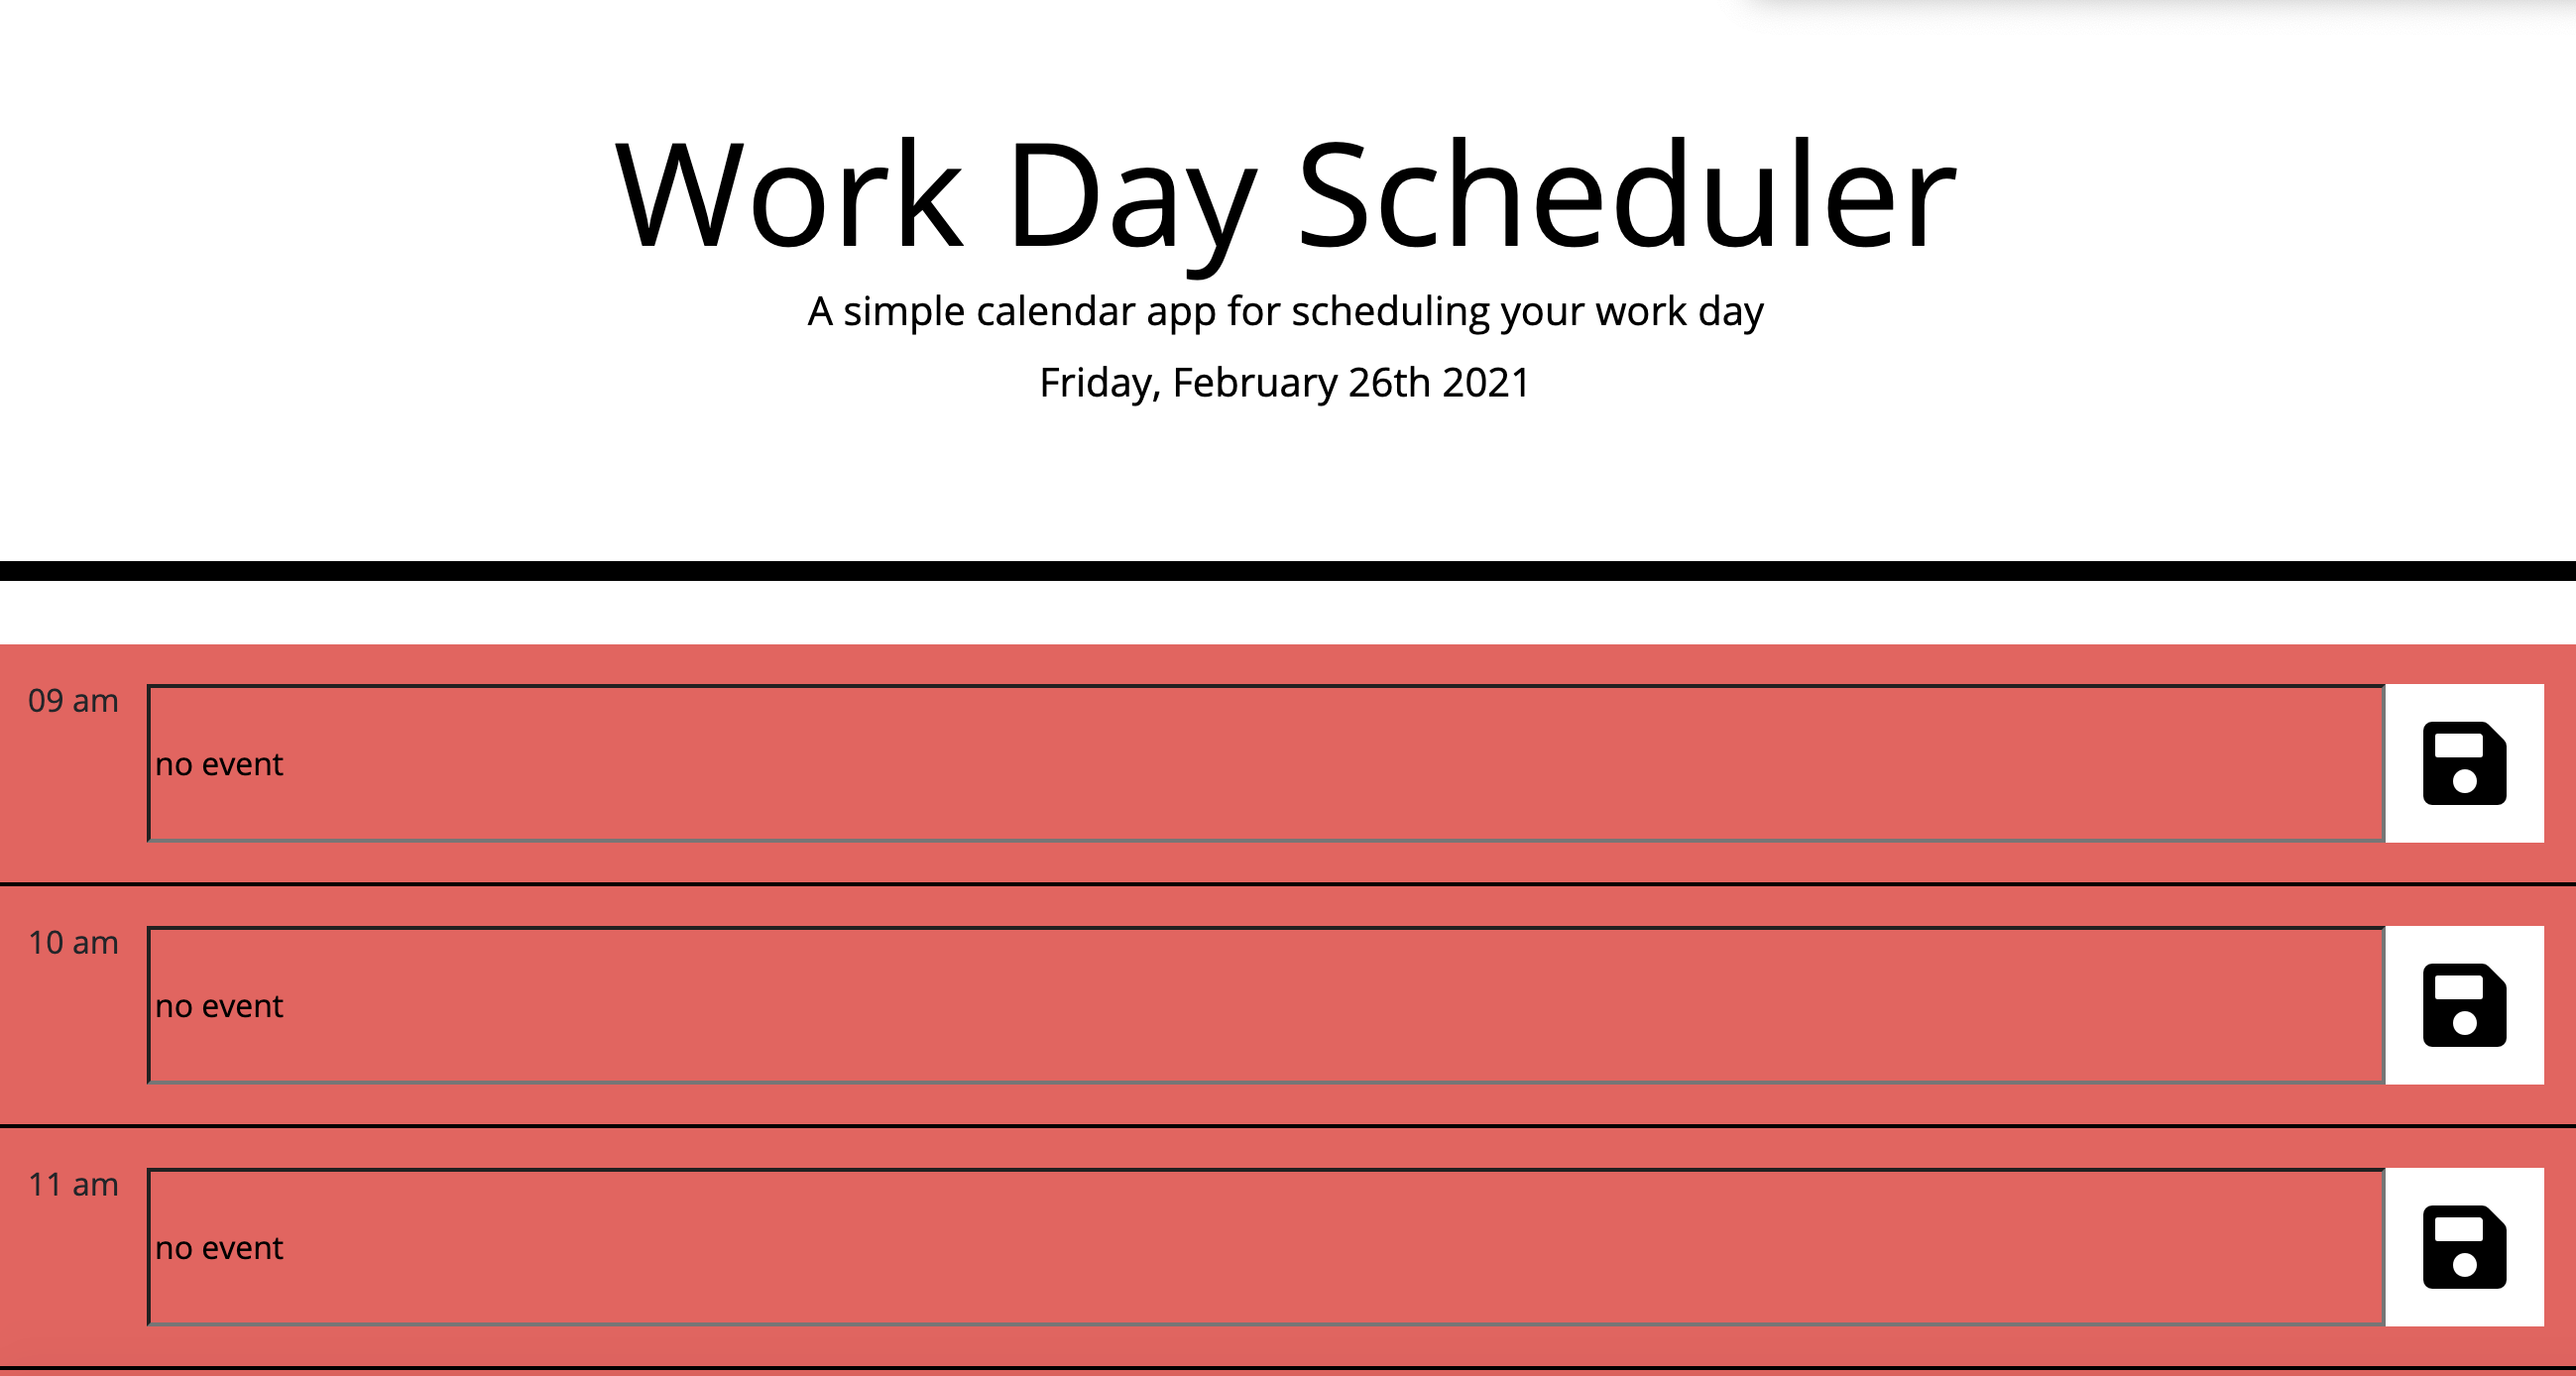 Work Day Scheduler
A simple calendar app for scheduling your work day
Friday, February 26th 2021
09 am
no event
10 am
no event
11 am
no event